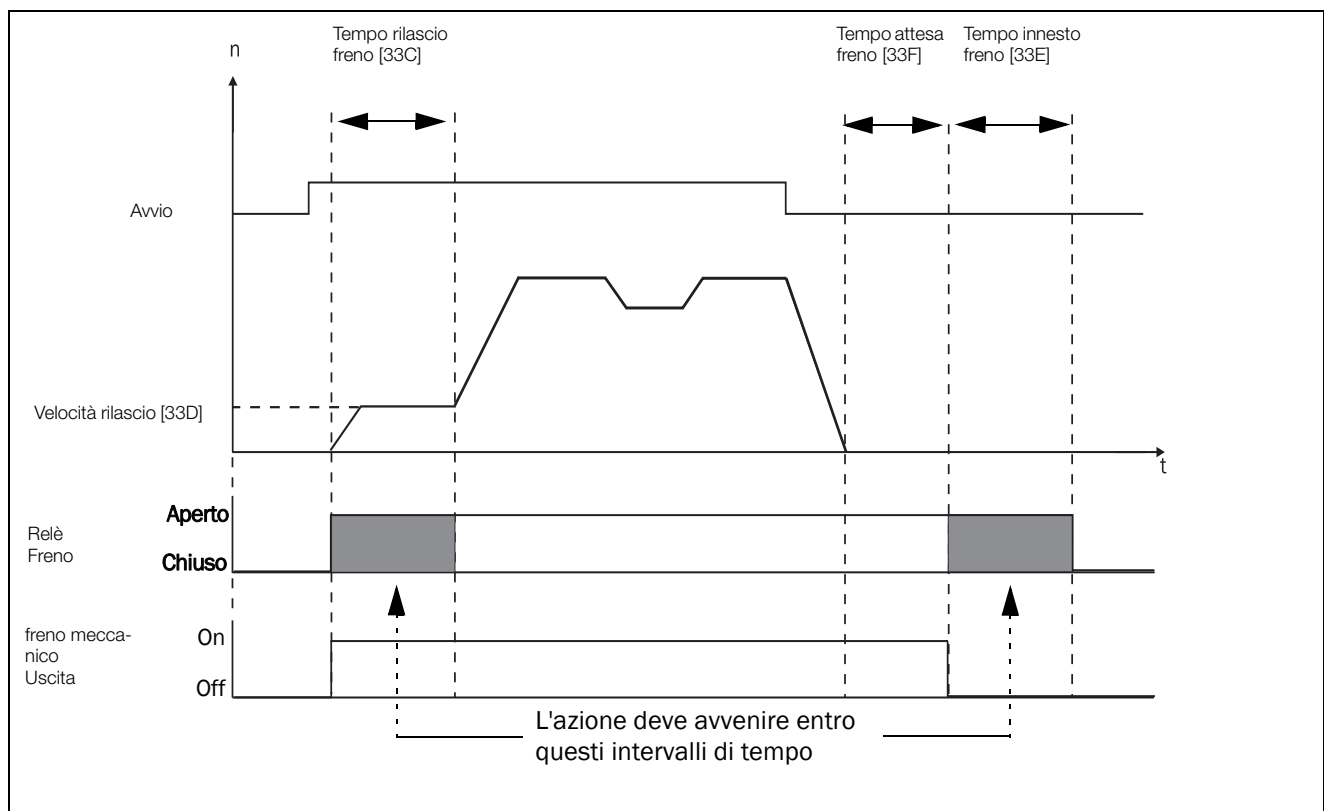 n
Tempo rilascio
freno [33C]
Tempo attesa
freno [33F]
Tempo innesto
freno [33E]
Avvio
Velocità rilascio [33D]
t
Relè
Freno
Aperto
Chiuso
freno mecca-
nico
Uscita
On
Off
L'azione deve avvenire entro
questi intervalli di tempo